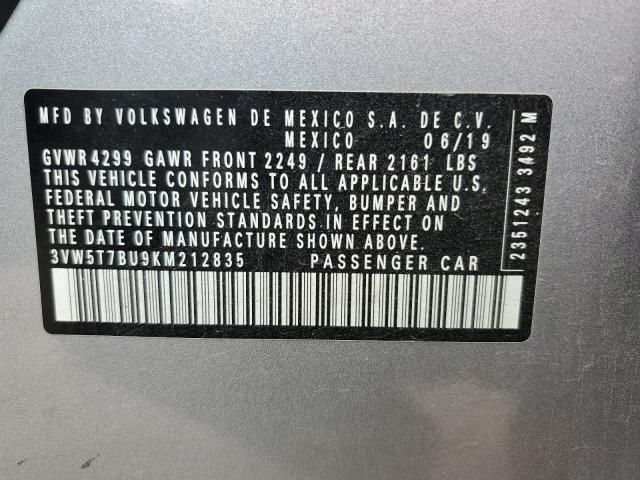 MFD BY VOLKSWAGEN DE MEXICO S.A. DE C.V.
MEXICO 06/19
GVWR 4299 GAWR FRONT 2249 / REAR 2161 LBS
THIS VEHICLE CONFORMS TO ALL APPLICABLE U.S.
FEDERAL MOTOR VEHICLE SAFETY, BUMPER AND
THEFT PREVENTION STANDARDS IN EFFECT ON
THE DATE OF MANUFACTURE SHOWN ABOVE.
3VW5T7BU9KM212835 PASSENGER CAR
2351243 3492 M